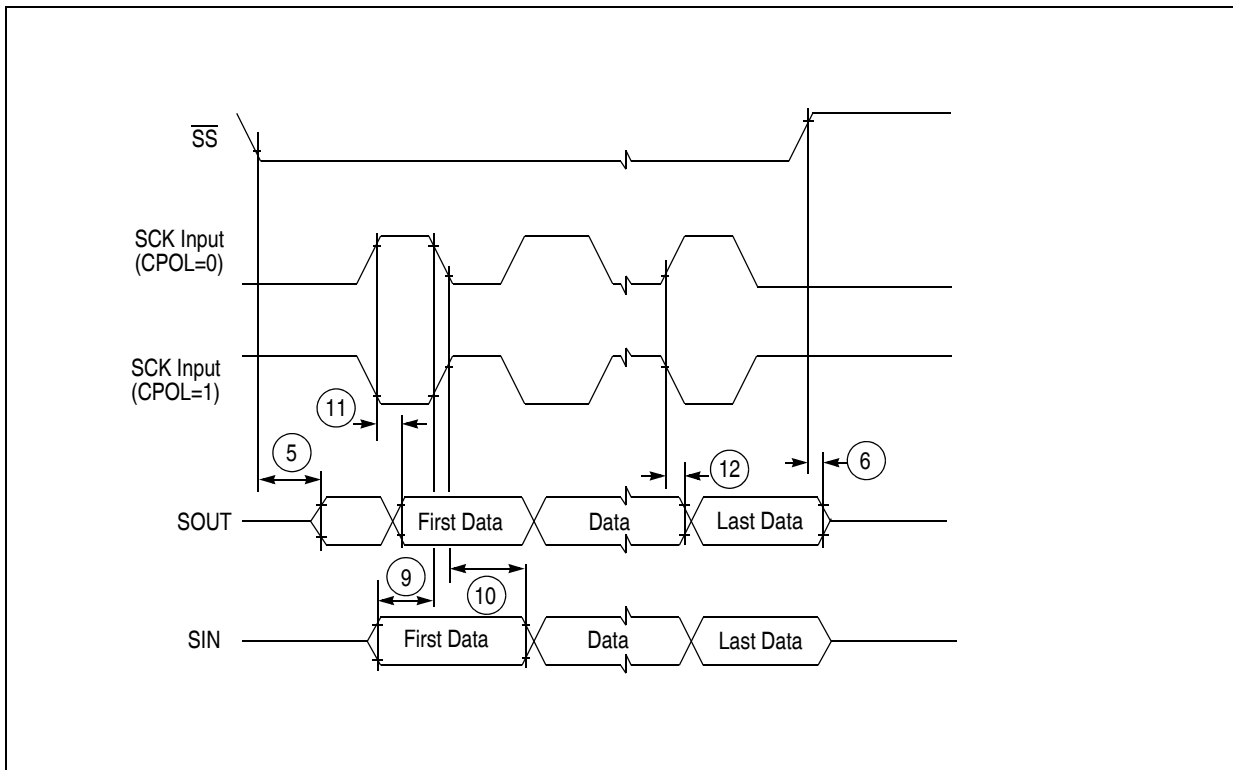 SS
SCK Input
(CPOL=0)
SCK Input
(CPOL=1)
11
5
12
6
SOUT
First Data
Data
Last Data
9
10
SIN
First Data
Data
Last Data